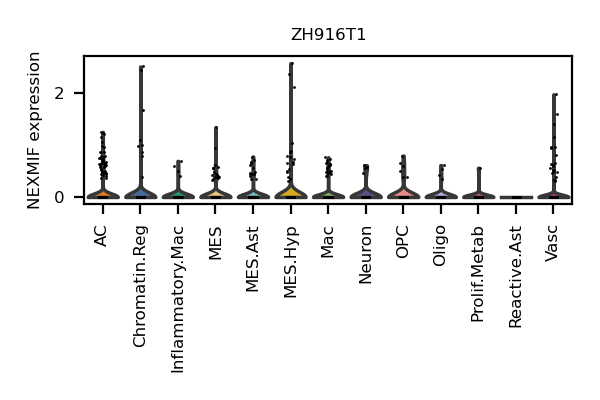 ZH916T1
NEXMIF expression
2
0
AC
Chromatin.Reg
Inflammatory.Mac
MES
MES.Ast
MES.Hyp
Mac
Neuron
OPC
Oligo
Prolif.Metab
Reactive.Ast
Vasc